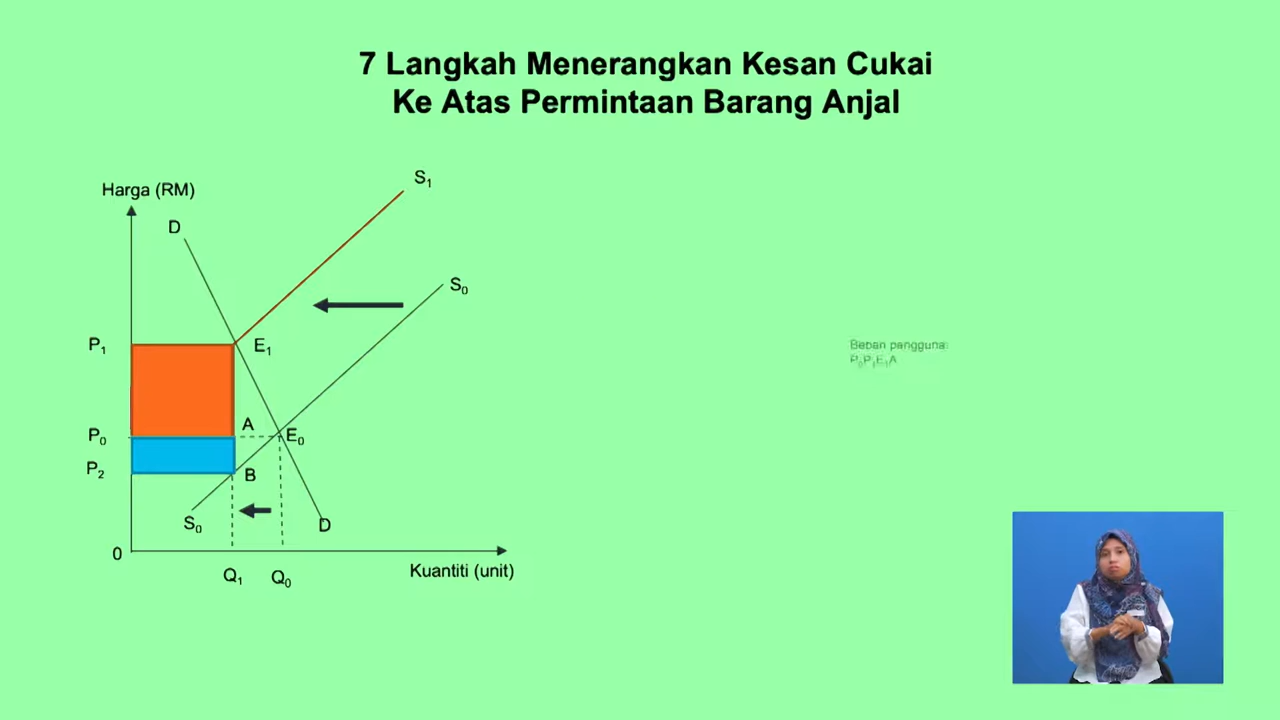 7 Langkah Menerangkan Kesan Cukai
Ke Atas Permintaan Barang Anjal
Harga (RM)
S₁
D
S₀
P₁
E₁
A
P₀
E₀
P₂
B
S₀
D
0
Q₁
Q₀
Kuantiti (unit)
Beban pengguna:
P₀P₁E₁A